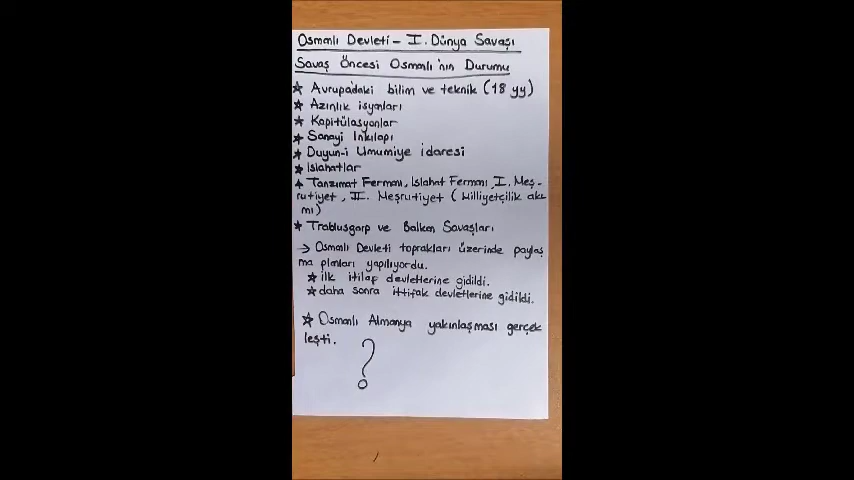 Osmanlı Devleti - I. Dünya Savaşı
Savaş Öncesi Osmanlı'nın Durumu
★ Avrupa'daki bilim ve teknik (18 yy)
★ Azınlık isyanları
★ Kapitülasyonlar
★ Sanayi İnkılapı
★ Duyun-i Umumiye idaresi
★ Islahatlar
★ Tanzimat Fermanı, Islahat Fermanı, I. Meş-
rutiyet, II. Meşrutiyet (Milliyetçilik akı
mı)
★ Trablusgarp ve Balkan Savaşları
→ Osmanlı Devleti toprakları üzerinde paylaş
ma planları yapılıyordu.
★ ilk itilaf devletlerine gidildi.
★ daha sonra ittifak devletlerine gidildi.
★ Osmanlı Almanya yakınlaşması gerçek
leşti.
?